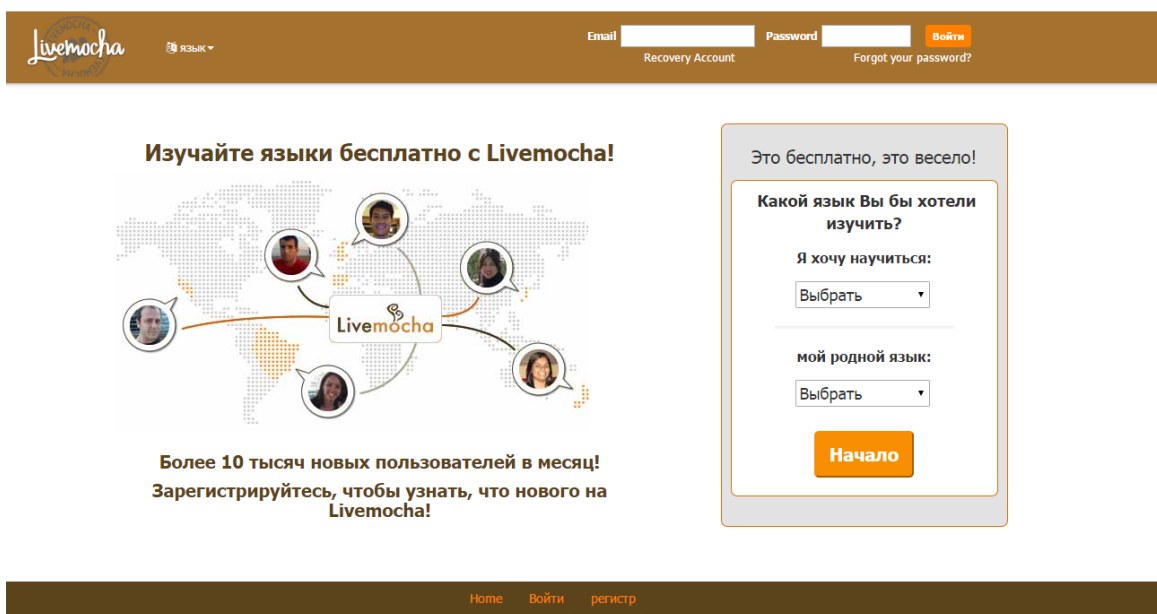 Livemocha
LIVEMOCHA
язык
Email
Password
Войти
Recovery Account
Forgot your password?
Изучайте языки бесплатно с Livemocha!
Livemocha
Более 10 тысяч новых пользователей в месяц!
Зарегистрируйтесь, чтобы узнать, что нового на
Livemocha!
Это бесплатно, это весело!
Какой язык Вы бы хотели
изучить?
Я хочу научиться:
Выбрать
мой родной язык:
Выбрать
Начало
Home Войти регистр